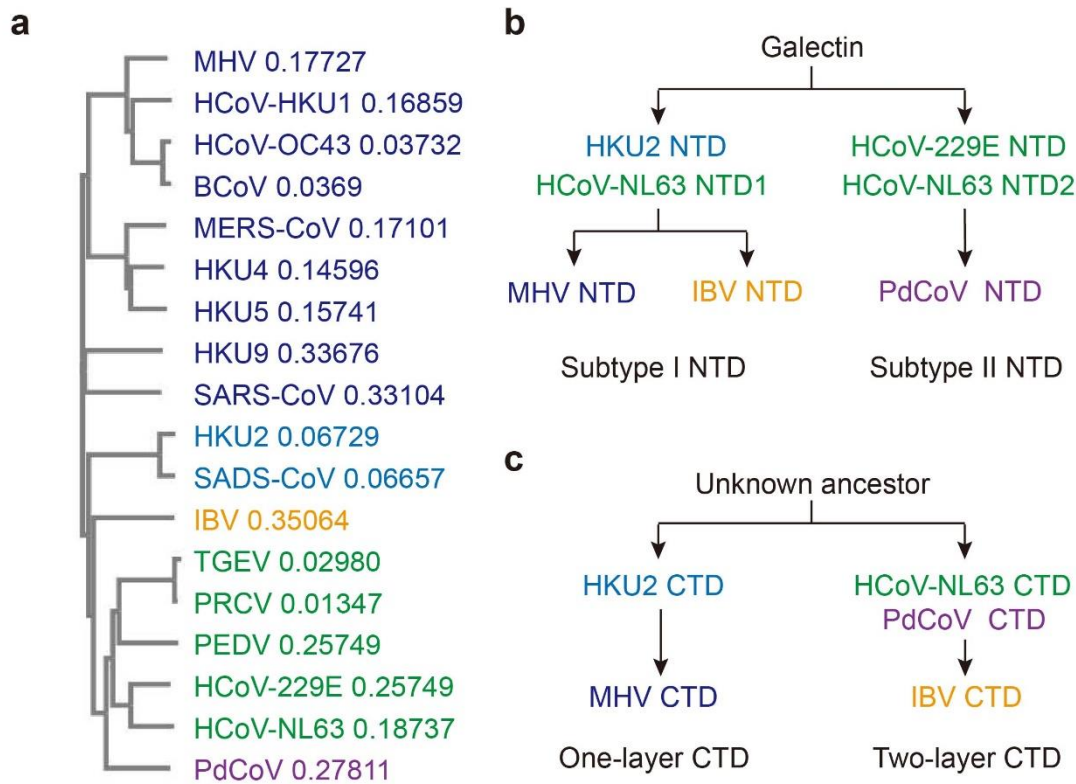 a
MHV 0.17727
HCoV-HKU1 0.16859
HCoV-OC43 0.03732
BCoV 0.0369
MERS-CoV 0.17101
HKU4 0.14596
HKU5 0.15741
HKU9 0.33676
SARS-CoV 0.33104
HKU2 0.06729
SADS-CoV 0.06657
IBV 0.35064
TGEV 0.02980
PRCV 0.01347
PEDV 0.25749
HCoV-229E 0.25749
HCoV-NL63 0.18737
PdCoV 0.27811
b
Galectin
HKU2 NTD
HCoV-NL63 NTD1
HCoV-229E NTD
HCoV-NL63 NTD2
MHV NTD
IBV NTD
PdCoV NTD
Subtype I NTD
Subtype II NTD
c
Unknown ancestor
HKU2 CTD
HCoV-NL63 CTD
PdCoV CTD
MHV CTD
IBV CTD
One-layer CTD
Two-layer CTD